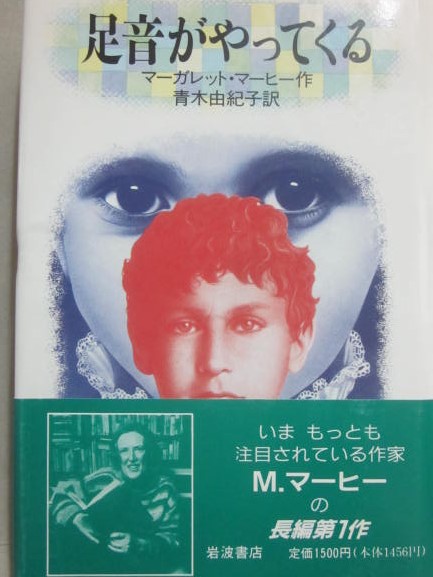 足音がやってくる
マーガレット・マーヒー作
青木由紀子訳
いま もっとも
注目されている作家
M.マーヒー
の
長編第1作
岩波書店 定価1500円(本体1456円)